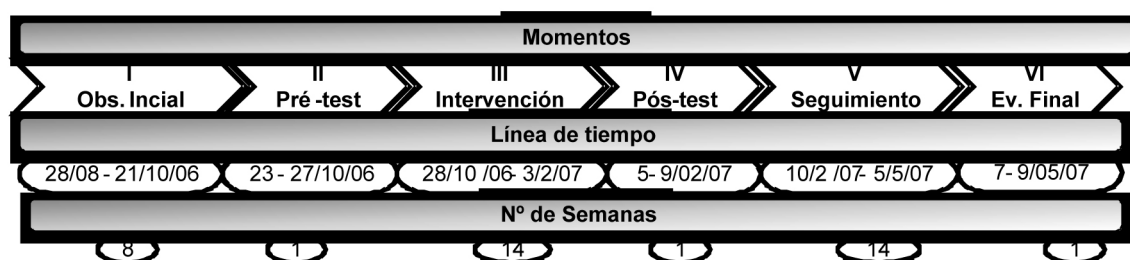 Momentos
I II III IV V VI
Obs. Incial Pré -test Intervención Pós-test Seguimiento Ev. Final
Línea de tiempo
28/08 - 21/10/06 23 - 27/10/06 28/10 /06- 3/2/07 5- 9/02/07 10/2 /07- 5/5/07 7- 9/05/07
Nº de Semanas
8 1 14 1 14 1